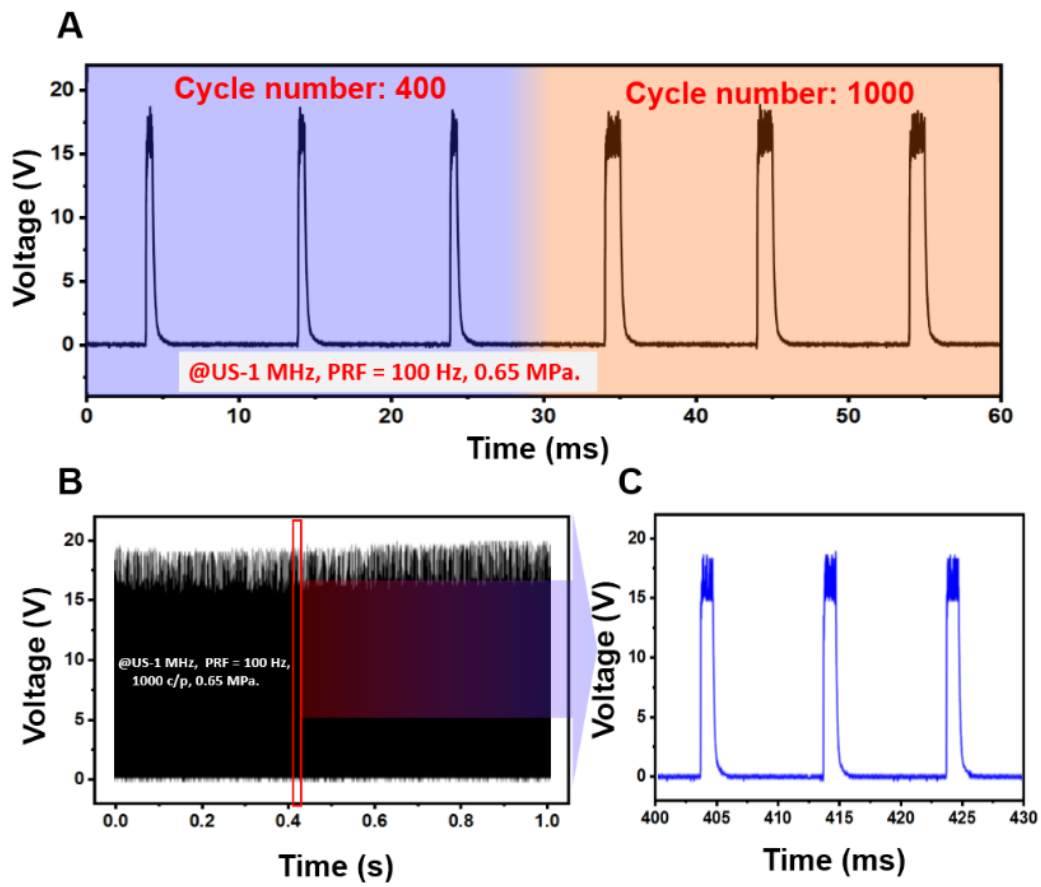 A
Cycle number: 400
Cycle number: 1000
Voltage (V)
20
15
10
5
0
@US-1 MHz, PRF = 100 Hz, 0.65 MPa.
0 10 20 30 40 50 60
Time (ms)
B
Voltage (V)
20
15
10
5
0
@US-1 MHz, PRF = 100 Hz,
1000 c/p, 0.65 MPa.
0.0 0.2 0.4 0.6 0.8 1.0
Time (s)
C
Voltage (V)
20
15
10
5
0
400 405 410 415 420 425 430
Time (ms)